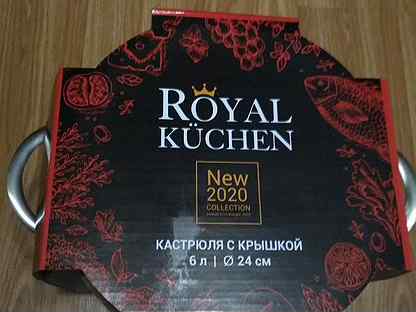 ROYAL
KÜCHEN
New
2020
COLLECTION
КАСТРЮЛЯ С КРЫШКОЙ
6 л | Ø 24 см